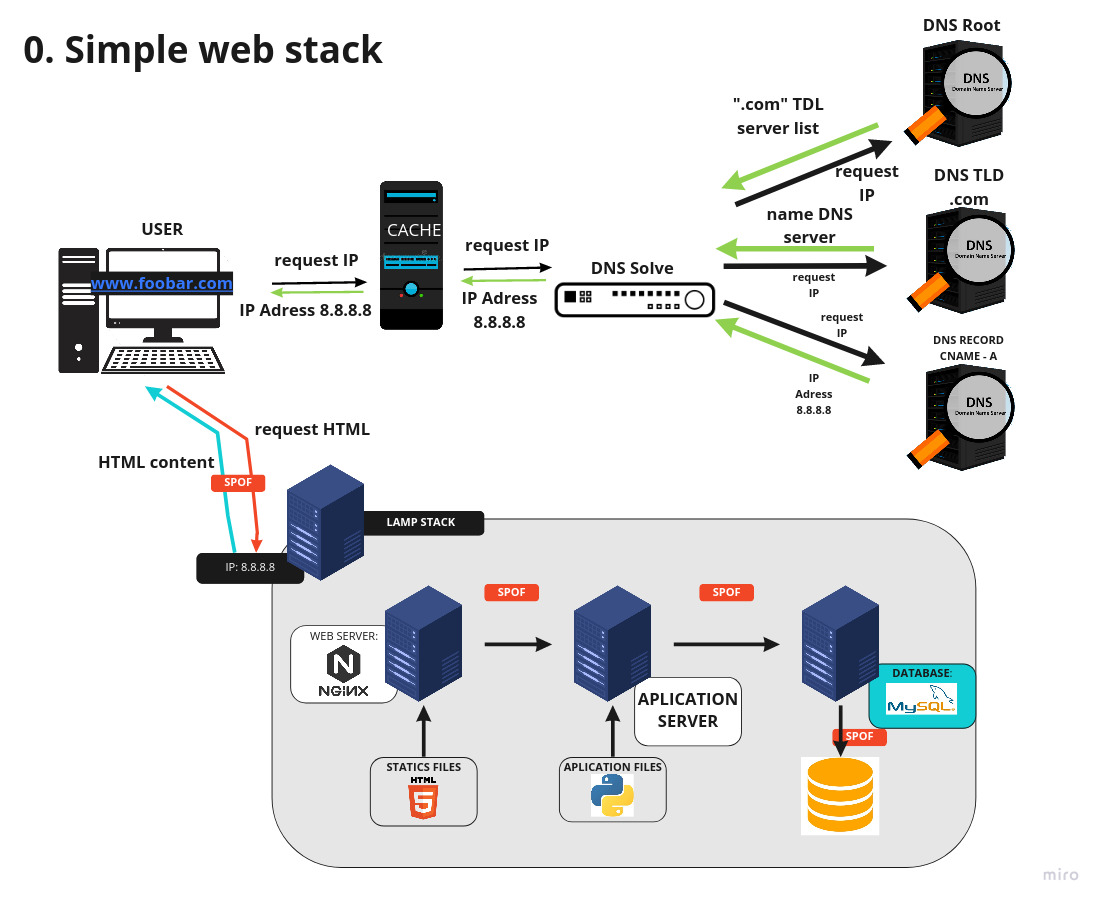 0. Simple web stack
DNS Root
DNS
Domain Name Server
".com" TDL
server list
request
IP
DNS TLD
.com
DNS
Domain Name Server
name DNS
server
request
IP
USER
www.foobar.com
request IP
IP Adress 8.8.8.8
CACHE
request IP
IP Adress
8.8.8.8
DNS Solve
request
IP
IP
Adress
8.8.8.8
DNS RECORD
CNAME - A
DNS
Domain Name Server
request HTML
HTML content
SPOF
LAMP STACK
IP: 8.8.8.8
SPOF
SPOF
WEB SERVER:
N
NGINX
APLICATION
SERVER
DATABASE:
MySQL
SPOF
STATICS FILES
HTML
5
APLICATION FILES
miro